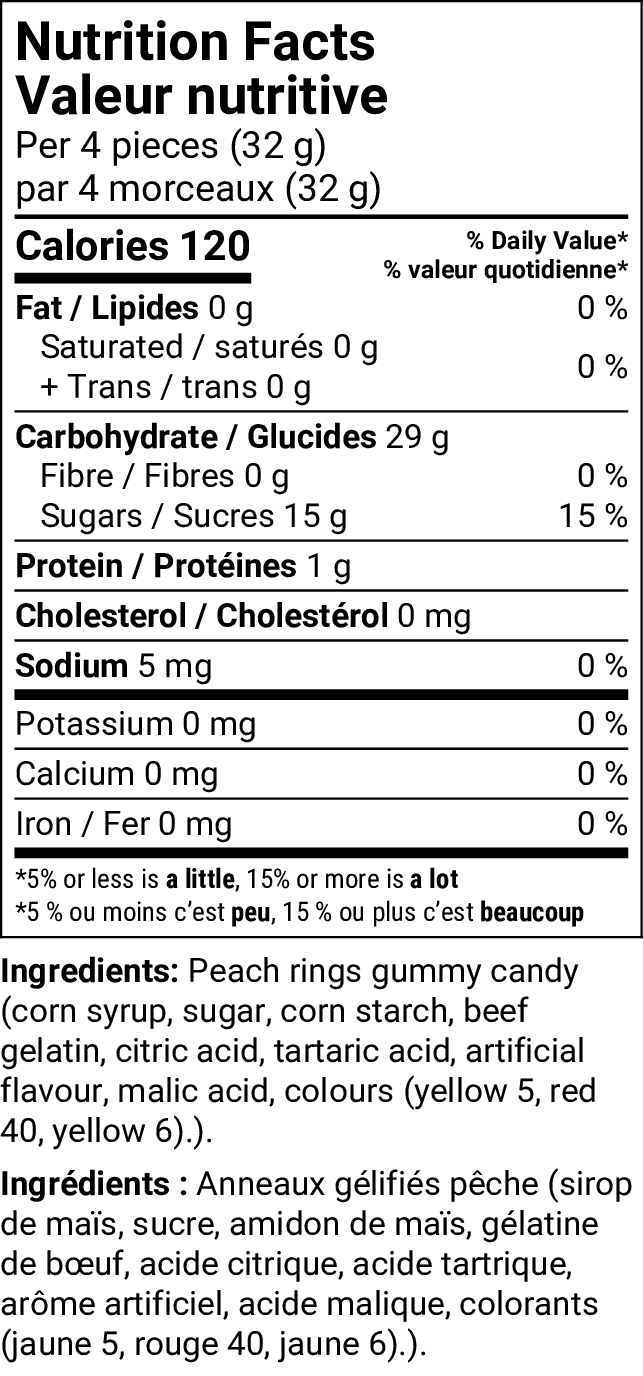 Nutrition Facts
Valeur nutritive
Per 4 pieces (32 g)
par 4 morceaux (32 g)
Calories 120
% Daily Value*
% valeur quotidienne*
Fat / Lipides 0 g 0 %
Saturated / saturés 0 g
+ Trans / trans 0 g 0 %
Carbohydrate / Glucides 29 g
Fibre / Fibres 0 g 0 %
Sugars / Sucres 15 g 15 %
Protein / Protéines 1 g
Cholesterol / Cholestérol 0 mg
Sodium 5 mg 0 %
Potassium 0 mg 0 %
Calcium 0 mg 0 %
Iron / Fer 0 mg 0 %
*5% or less is a little, 15% or more is a lot
*5 % ou moins c’est peu, 15 % ou plus c’est beaucoup
Ingredients: Peach rings gummy candy
(corn syrup, sugar, corn starch, beef
gelatin, citric acid, tartaric acid, artificial
flavour, malic acid, colours (yellow 5, red
40, yellow 6).).
Ingrédients : Anneaux gélifiés pêche (sirop
de maïs, sucre, amidon de maïs, gélatine
de bœuf, acide citrique, acide tartrique,
arôme artificiel, acide malique, colorants
(jaune 5, rouge 40, jaune 6).).